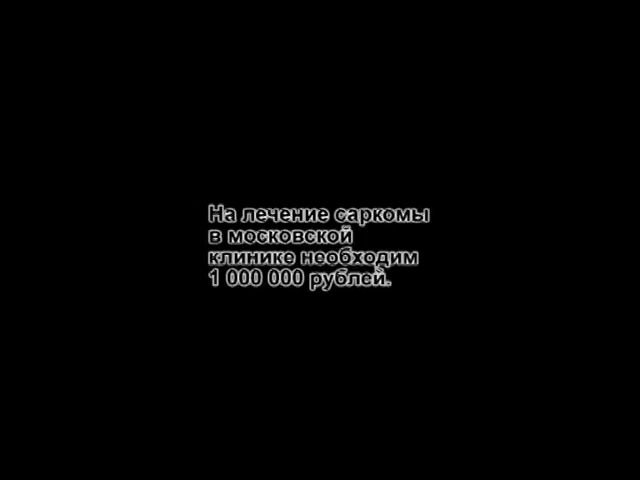 На лечение саркомы
в московской
клинике необходим
1 000 000 рублей.